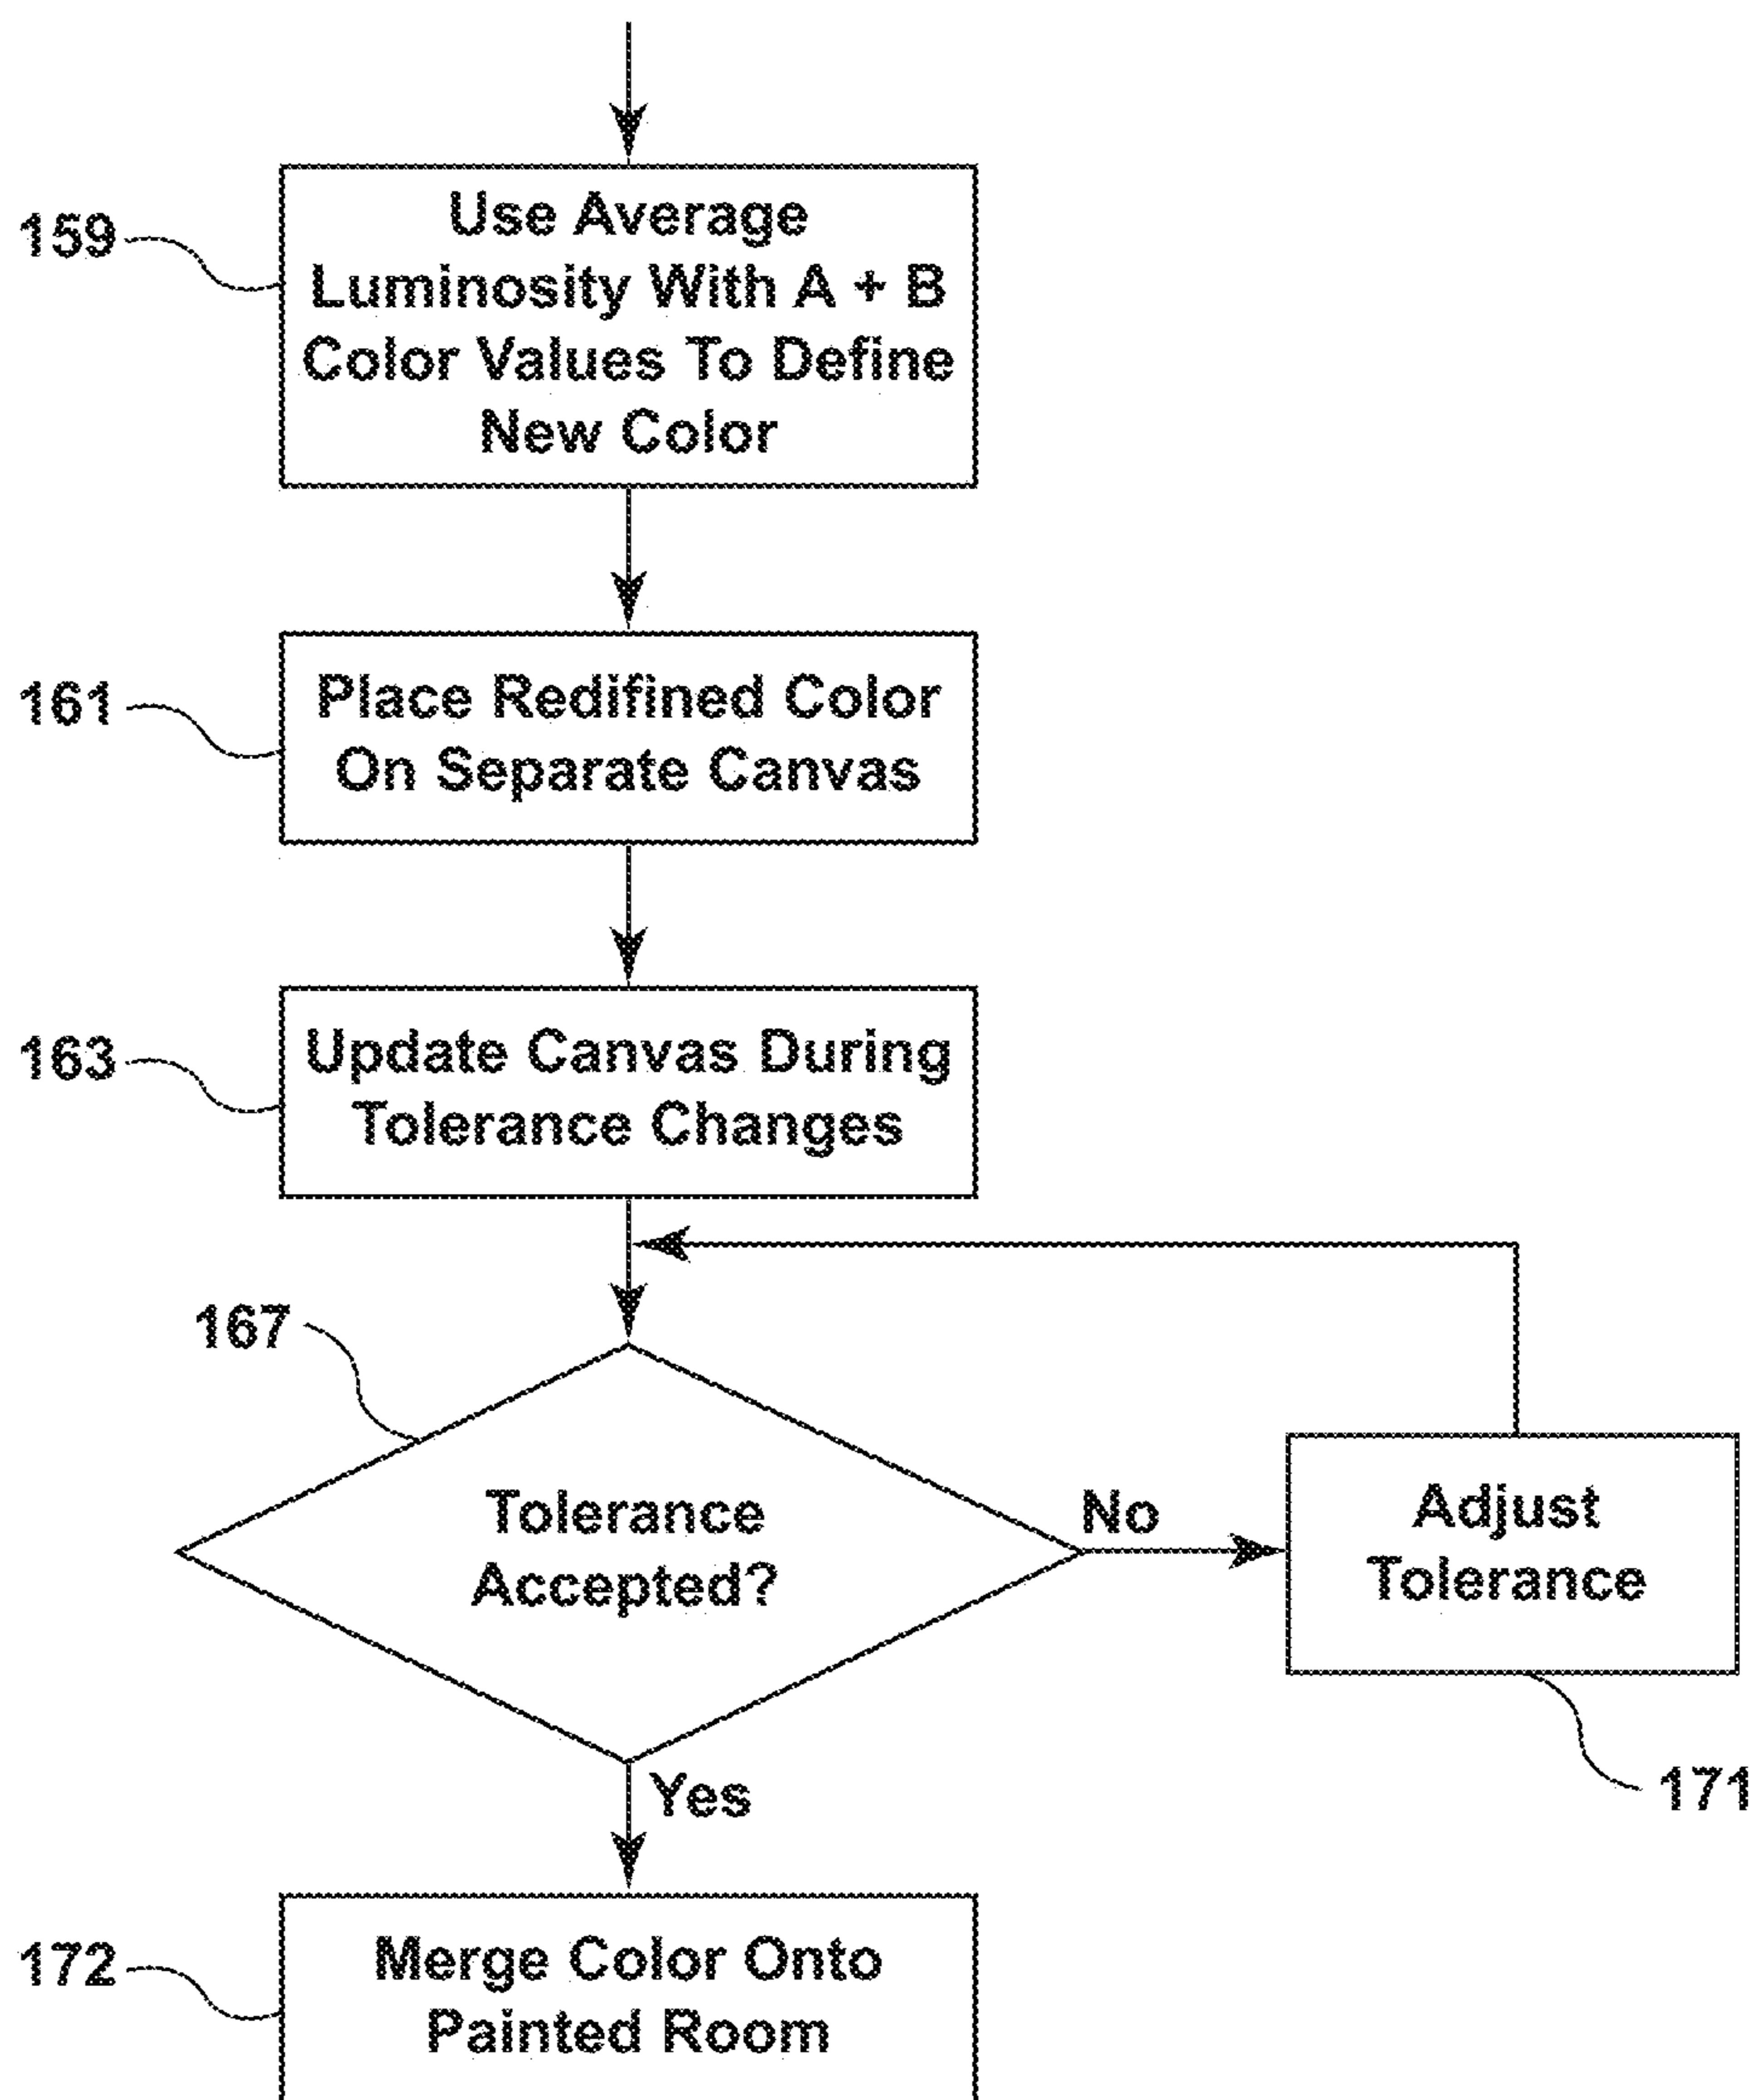 159
Use Average
Luminosity With A + B
Color Values To Define
New Color
161
Place Redifined Color
On Separate Canvas
163
Update Canvas During
Tolerance Changes
167
Tolerance
Accepted?
No
Adjust
Tolerance
171
Yes
172
Merge Color Onto
Painted Room